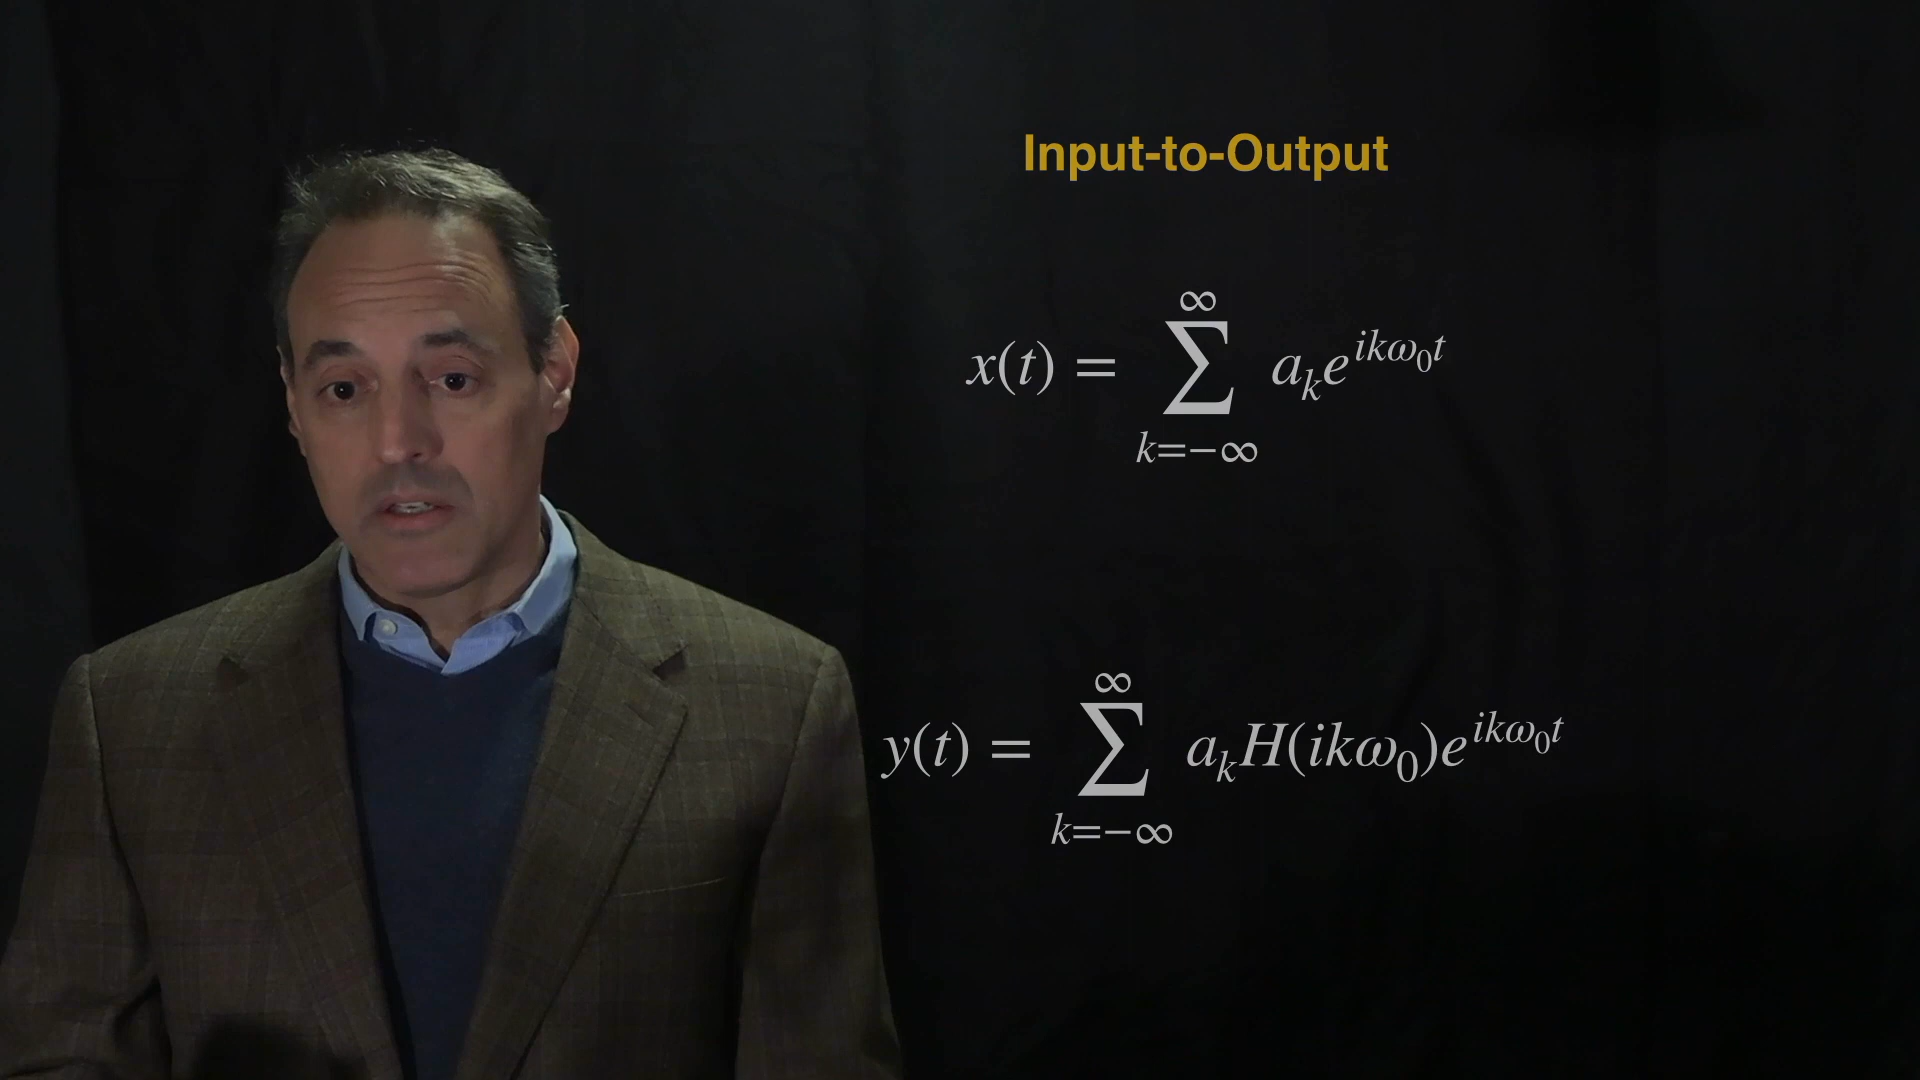 Input-to-Output
x(t) = ∑_{k=−∞}^{∞} a_k e^{ikω_0 t}
y(t) = ∑_{k=−∞}^{∞} a_k H(ikω_0)e^{ikω_0 t}